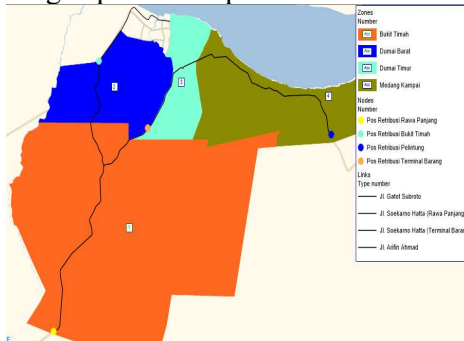 Zones
Number
Bukit Timah
Dumai Barat
Dumai Timur
Medang Kampai
Nodes
Number
Pos Retribusi Rawa Panjang
Pos Retribusi Bukit Timah
Pos Retribusi Pelintung
Pos Retribusi Terminal Barang
Links
Type number
Jl. Gatot Subroto
Jl. Soekarno Hatta (Rawa Panjang
Jl. Soekarno Hatta (Terminal Baran
Jl. Arifin Ahmad
2
3
4
1